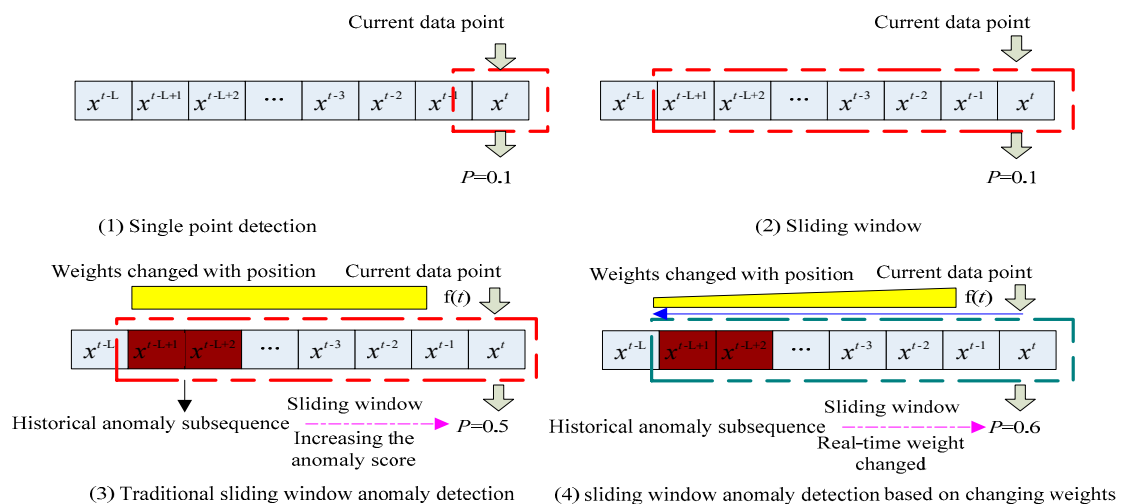 Current data point
x^{t-L} x^{t-L+1} x^{t-L+2} ... x^{t-3} x^{t-2} x^{t-1} x^t
P=0.1
(1) Single point detection
Current data point
x^{t-L} x^{t-L+1} x^{t-L+2} ... x^{t-3} x^{t-2} x^{t-1} x^t
P=0.1
(2) Sliding window
Weights changed with position
Current data point
f(t)
x^{t-L} x^{t-L+1} x^{t-L+2} ... x^{t-3} x^{t-2} x^{t-1} x^t
Historical anomaly subsequence
Sliding window
Increasing the
anomaly score
P=0.5
(3) Traditional sliding window anomaly detection
Weights changed with position
Current data point
f(t)
x^{t-L} x^{t-L+1} x^{t-L+2} ... x^{t-3} x^{t-2} x^{t-1} x^t
Historical anomaly subsequence
Sliding window
Real-time weight
changed
P=0.6
(4) sliding window anomaly detection based on changing weights